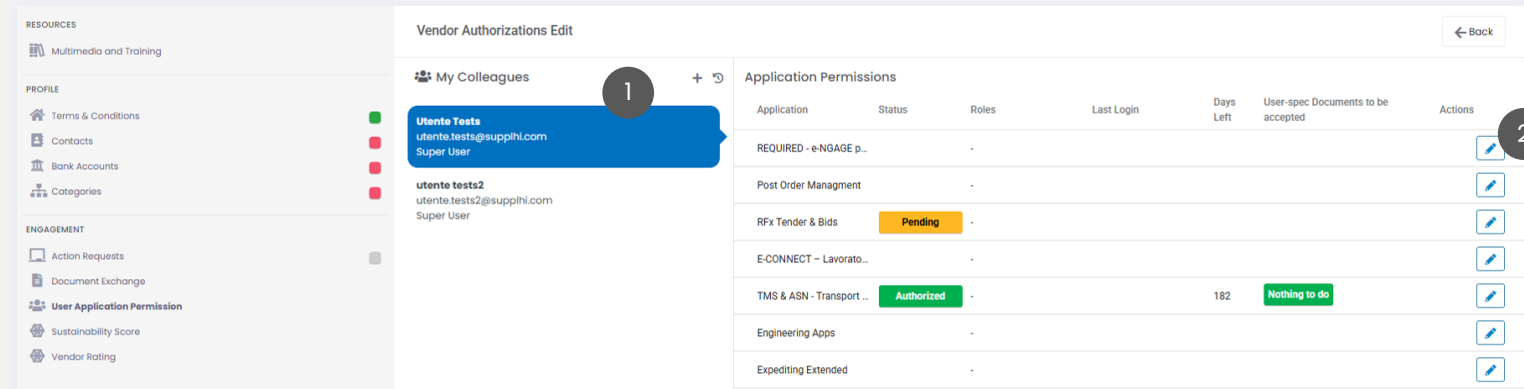 RESOURCES
Multimedia and Training
PROFILE
Terms & Conditions
Contacts
Bank Accounts
Categories
ENGAGEMENT
Action Requests
Document Exchange
User Application Permission
Sustainability Score
Vendor Rating
Vendor Authorizations Edit
Back
My Colleagues
1
Utente Tests
utente.tests@supplhi.com
Super User
utente tests2
utente.tests2@supplhi.com
Super User
Application Permissions
Application Status Roles Last Login Days Left User-spec Documents to be accepted Actions
2
REQUIRED - e-NGAGE p... -
Post Order Managment -
RFx Tender & Bids Pending -
E-CONNECT – Lavorato... -
TMS & ASN - Transport ... Authorized - 182 Nothing to do
Engineering Apps -
Expediting Extended -